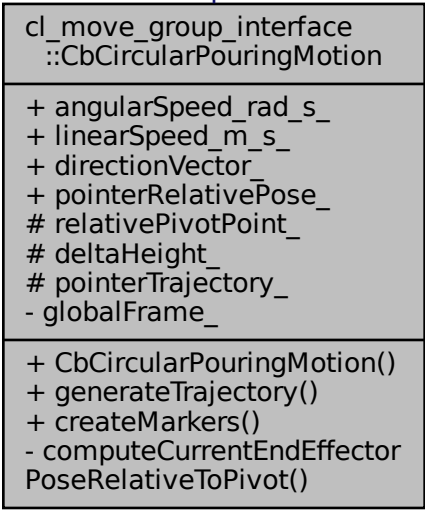 cl_move_group_interface
::CbCircularPouringMotion
+ angularSpeed_rad_s_
+ linearSpeed_m_s_
+ directionVector_
+ pointerRelativePose_
# relativePivotPoint_
# deltaHeight_
# pointerTrajectory_
- globalFrame_
+ CbCircularPouringMotion()
+ generateTrajectory()
+ createMarkers()
- computeCurrentEndEffector
PoseRelativeToPivot()